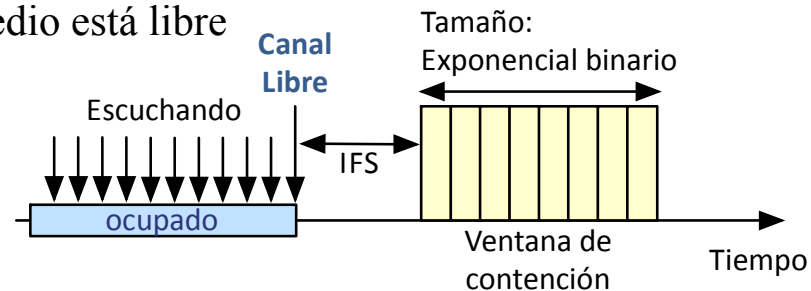 edio está libre
Canal
Libre
Tamaño:
Exponencial binario
Escuchando
IFS
ocupado
Ventana de
contención
Tiempo